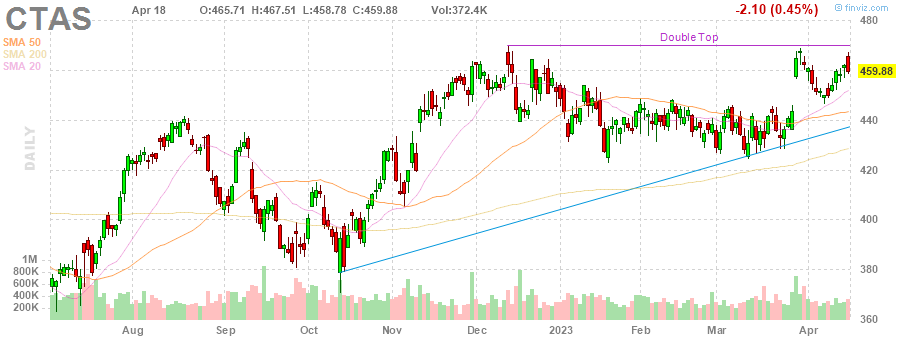 CTAS
Apr 18 O:465.71 H:467.51 L:458.78 C:459.88 Vol:372.4K -2.10 (0.45%) finviz.com
SMA 50
SMA 200
SMA 20
DAILY
Double Top
480
459.88
440
420
400
380
360
1M
800K
600K
400K
200K
Aug Sep Oct Nov Dec 2023 Feb Mar Apr